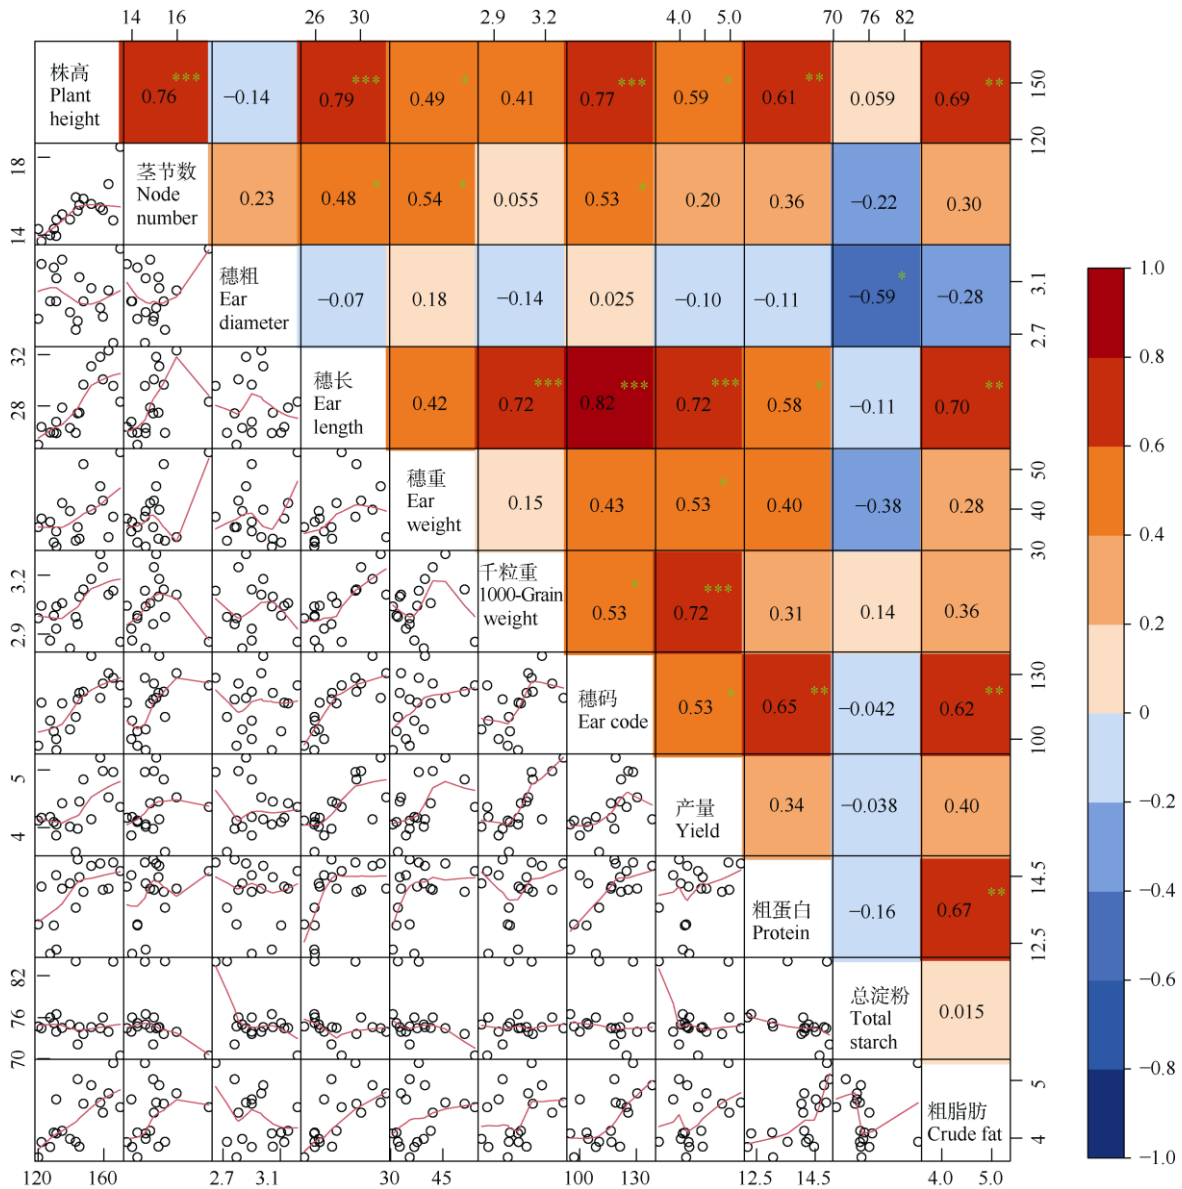 14 16 26 30 2.9 3.2 4.0 5.0 70 76 82
株高
Plant
height
0.76 ***
−0.14
0.79 ***
0.49 *
0.41
0.77 ***
0.59 *
0.61 **
0.059
0.69 **
150
120
18
14
茎节数
Node
number
0.23
0.48 *
0.54 *
0.055
0.53 *
0.20
0.36
−0.22
0.30
穗粗
Ear
diameter
−0.07
0.18
−0.14
0.025
−0.10
−0.11
−0.59 *
−0.28
3.1
2.7
32
28
穗长
Ear
length
0.42
0.72 ***
0.82 ***
0.72 ***
0.58 *
−0.11
0.70 **
穗重
Ear
weight
0.15
0.43
0.53 *
0.40
−0.38
0.28
50
40
30
3.2
2.9
千粒重
1000-Grain
weight
0.53 *
0.72 ***
0.31
0.14
0.36
穗码
Ear code
0.53 *
0.65 **
−0.042
0.62 **
130
100
5
4
产量
Yield
0.34
−0.038
0.40
粗蛋白
Protein
−0.16
0.67 **
14.5
12.5
82
76
70
总淀粉
Total
starch
0.015
粗脂肪
Crude fat
5
4
120 160 2.7 3.1 30 45 100 130 12.5 14.5 4.0 5.0
1.0
0.8
0.6
0.4
0.2
0
−0.2
−0.4
−0.6
−0.8
−1.0